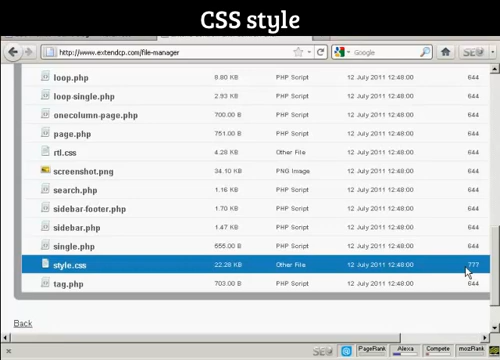 CSS style
http://www.extendcp.com/file-manager
Google
loop.php 8.80 KB PHP Script 12 July 2011 12:48:00 644
loop-single.php 2.93 KB PHP Script 12 July 2011 12:48:00 644
onecolumn-page.php 700.00 B PHP Script 12 July 2011 12:48:00 644
page.php 751.00 B PHP Script 12 July 2011 12:48:00 644
rtl.css 4.28 KB Other File 12 July 2011 12:48:00 644
screenshot.png 34.10 KB PNG Image 12 July 2011 12:48:00 644
search.php 1.16 KB PHP Script 12 July 2011 12:48:00 644
sidebar-footer.php 1.70 KB PHP Script 12 July 2011 12:48:00 644
sidebar.php 1.47 KB PHP Script 12 July 2011 12:48:00 644
single.php 555.00 B PHP Script 12 July 2011 12:48:00 644
style.css 22.28 KB Other File 12 July 2011 12:48:00 777
tag.php 703.00 B PHP Script 12 July 2011 12:48:00 644
Back
PageRank Alexa Compete mozRank